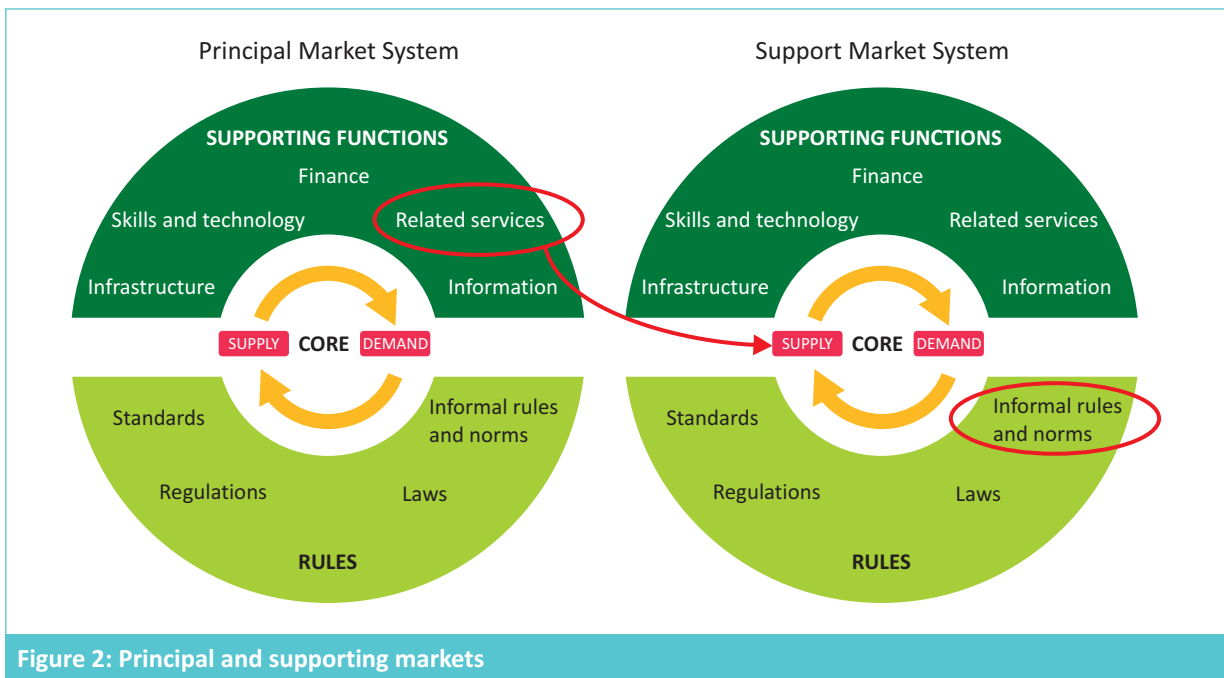 Principal Market System
SUPPORTING FUNCTIONS
Finance
Skills and technology
Related services
Infrastructure
Information
SUPPLY CORE DEMAND
Standards
Informal rules
and norms
Regulations
Laws
RULES
Support Market System
SUPPORTING FUNCTIONS
Finance
Skills and technology
Related services
Infrastructure
Information
SUPPLY CORE DEMAND
Standards
Informal rules
and norms
Regulations
Laws
RULES
Figure 2: Principal and supporting markets